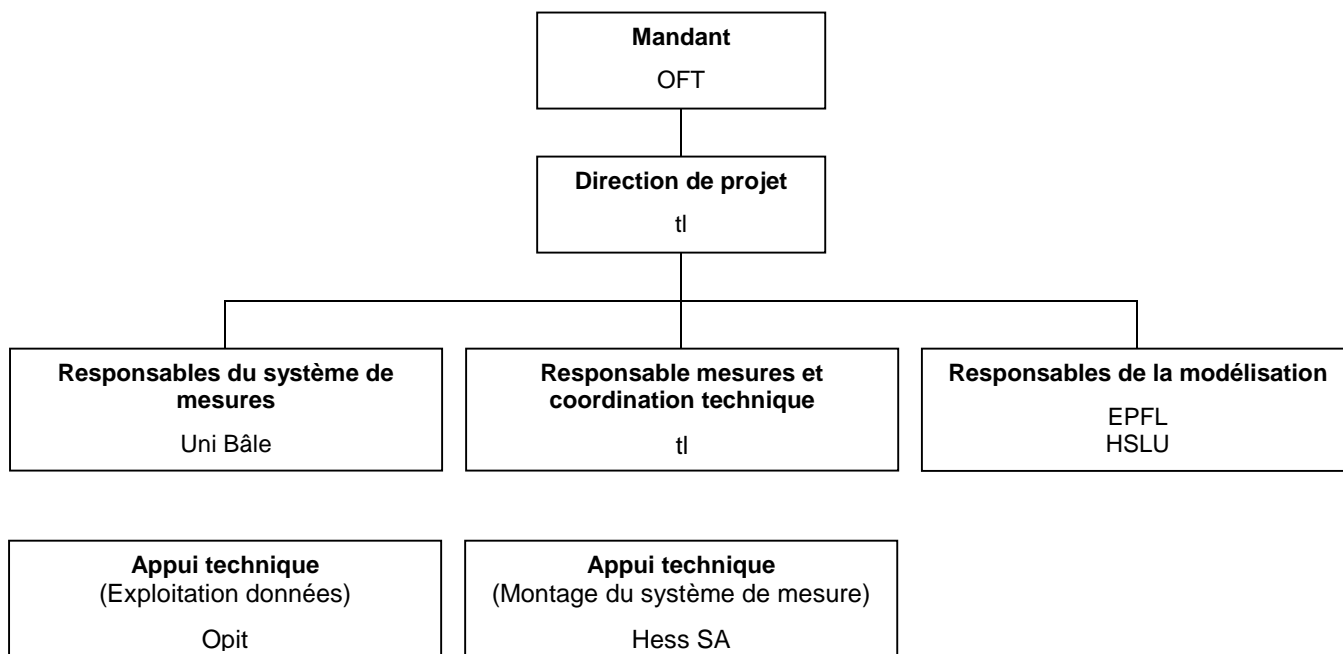 Mandant
OFT
Direction de projet
tl
Responsables du système de
mesures
Uni Bâle
Responsable mesures et
coordination technique
tl
Responsables de la modélisation
EPFL
HSLU
Appui technique
(Exploitation données)
Opit
Appui technique
(Montage du système de mesure)
Hess SA